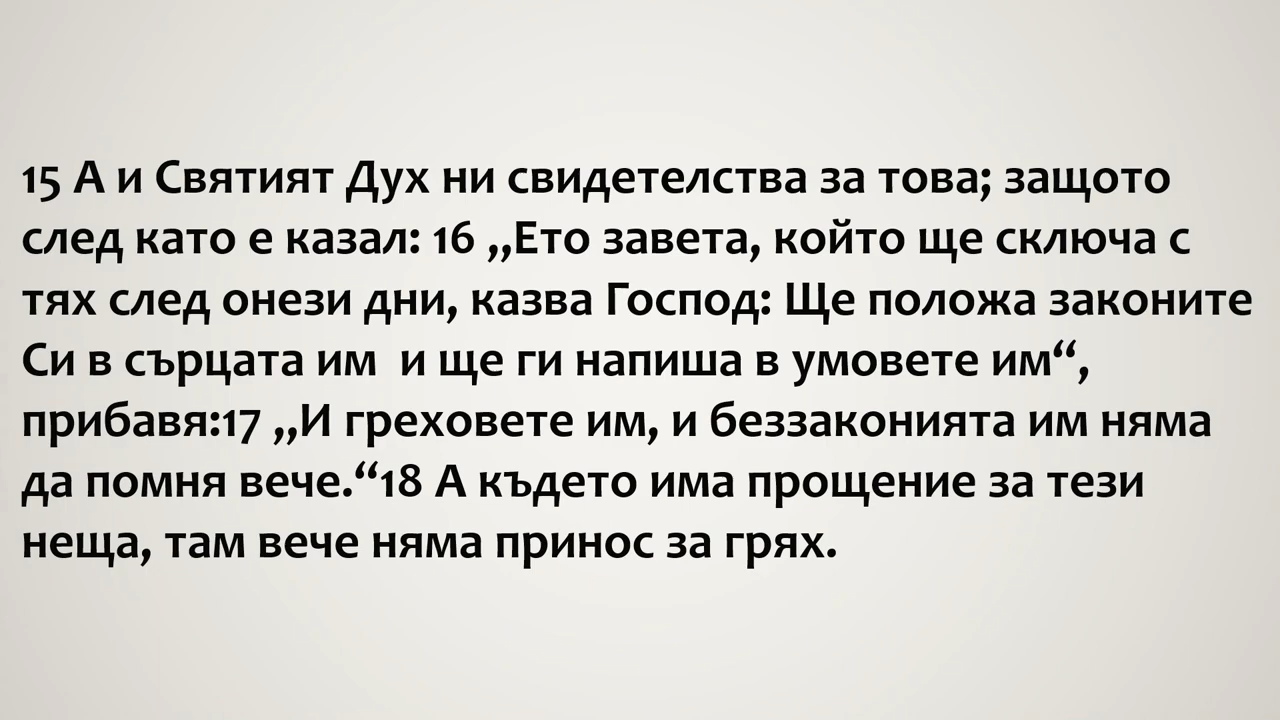 15 А и Святият Дух ни свидетелства за това; защото
след като е казал: 16 „Ето завета, който ще сключа с
тях след онези дни, казва Господ: Ще положа законите
Си в сърцата им  и ще ги напиша в умовете им“,
прибавя:17 „И греховете им, и беззаконията им няма
да помня вече.“18 А където има прощение за тези
неща, там вече няма принос за грях.